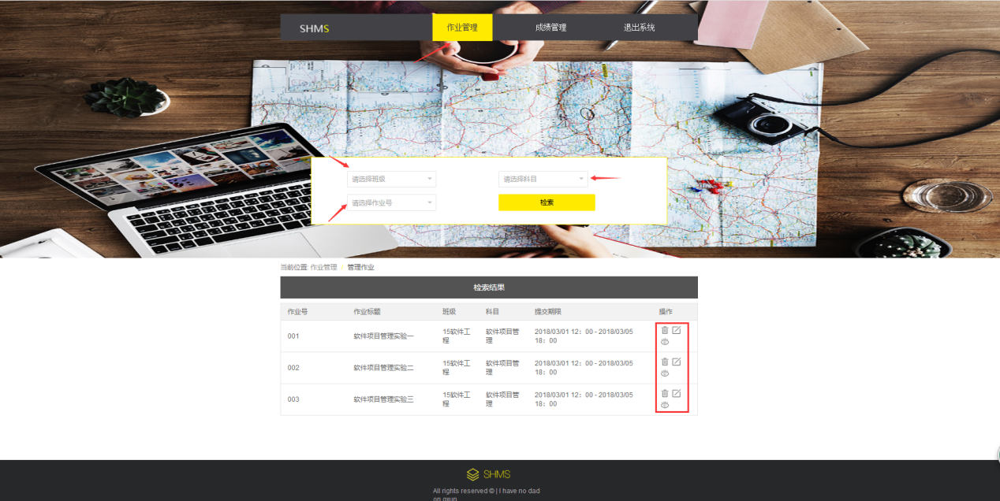 SHMS 作业管理 成绩管理 退出系统
请选择班级 请选择科目
请选择作业号 检索
当前位置 作业管理 / 管理作业
检索结果
作业号 作业标题 班级 科目 提交期限 操作
001 软件项目管理实验一 15软件工程 软件项目管理 2018/03/01 12：00 - 2018/03/05 18：00
002 软件项目管理实验二 15软件工程 软件项目管理 2018/03/01 12：00 - 2018/03/05 18：00
003 软件项目管理实验三 15软件工程 软件项目管理 2018/03/01 12：00 - 2018/03/05 18：00
SHMS
All rights reserved © | I have no dad